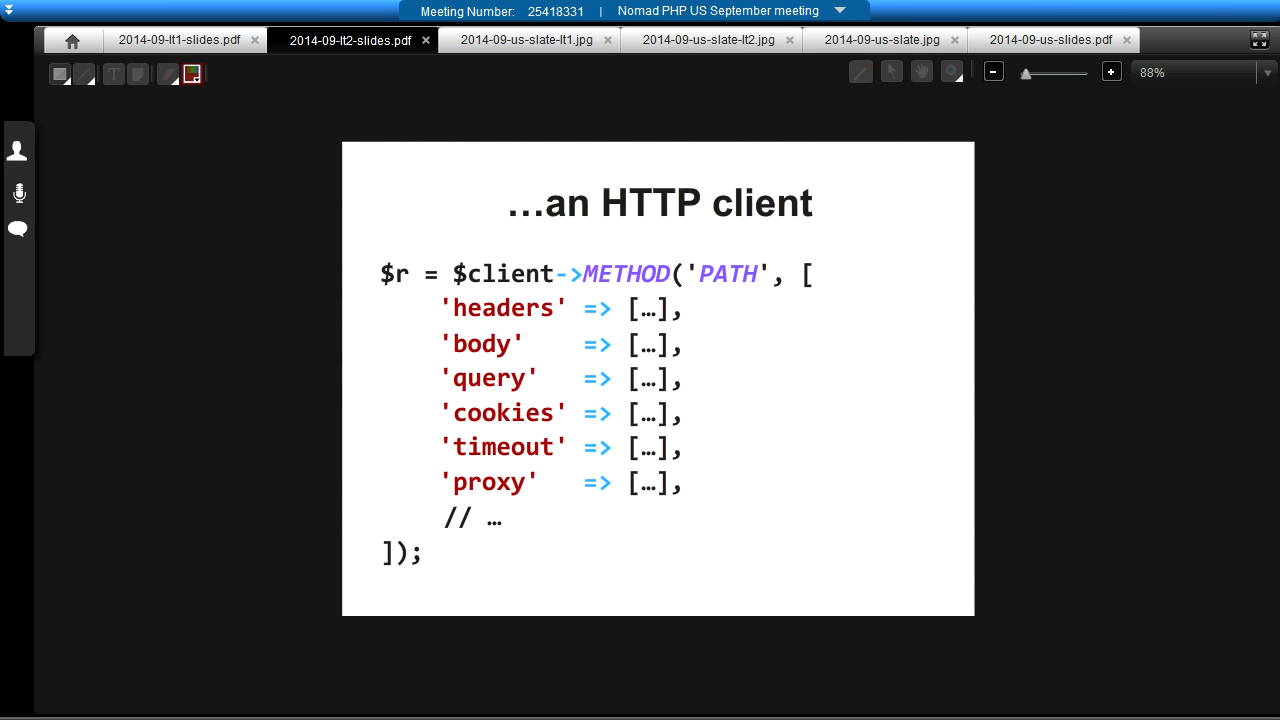 Meeting Number: 25418331 | Nomad PHP US September meeting
2014-09-lt1-slides.pdf 2014-09-lt2-slides.pdf 2014-09-us-slate-lt1.jpg 2014-09-us-slate-lt2.jpg 2014-09-us-slate.jpg 2014-09-us-slides.pdf
T 88%
…an HTTP client
$r = $client->METHOD('PATH', [
'headers' => […],
'body' => […],
'query' => […],
'cookies' => […],
'timeout' => […],
'proxy' => […],
// …
]);